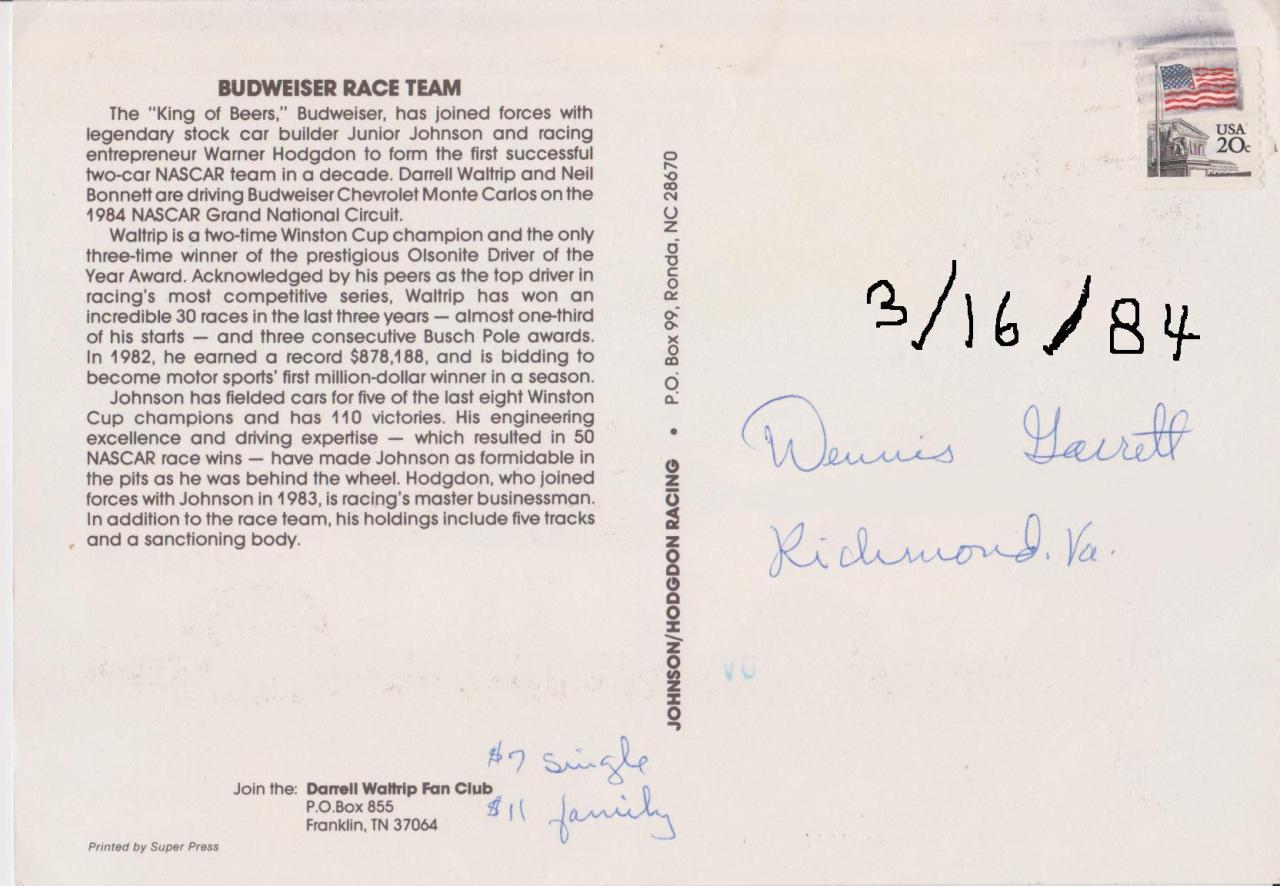 BUDWEISER RACE TEAM
The "King of Beers," Budweiser, has joined forces with
legendary stock car builder Junior Johnson and racing
entrepreneur Warner Hodgdon to form the first successful
two-car NASCAR team in a decade. Darrell Waltrip and Neil
Bonnett are driving Budweiser Chevrolet Monte Carlos on the
1984 NASCAR Grand National Circuit.
Waltrip is a two-time Winston Cup champion and the only
three-time winner of the prestigious Olsonite Driver of the
Year Award. Acknowledged by his peers as the top driver in
racing's most competitive series, Waltrip has won an
incredible 30 races in the last three years — almost one-third
of his starts — and three consecutive Busch Pole awards.
In 1982, he earned a record $878,188, and is bidding to
become motor sports' first million-dollar winner in a season.
Johnson has fielded cars for five of the last eight Winston
Cup champions and has 110 victories. His engineering
excellence and driving expertise — which resulted in 50
NASCAR race wins — have made Johnson as formidable in
the pits as he was behind the wheel. Hodgdon, who joined
forces with Johnson in 1983, is racing's master businessman.
In addition to the race team, his holdings include five tracks
and a sanctioning body.
$7 single
Join the: Darrell Waltrip Fan Club
$11 family
P.O.Box 855
Franklin, TN 37064
Printed by Super Press
JOHNSON/HODGDON RACING • P.O. Box 99, Ronda, NC 28670
USA
20c
3/16/84
Dennis Garrett
Richmond. Va.
VU